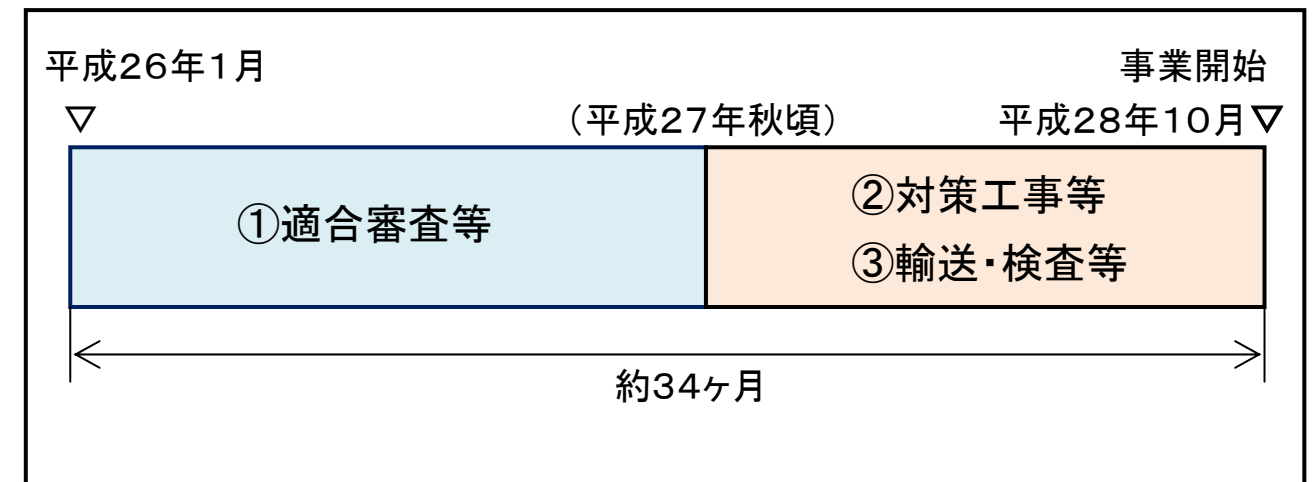 平成26年1月
事業開始
▽
（平成27年秋頃）
平成28年10月▽
①適合審査等
②対策工事等
③輸送・検査等
約34ヶ月